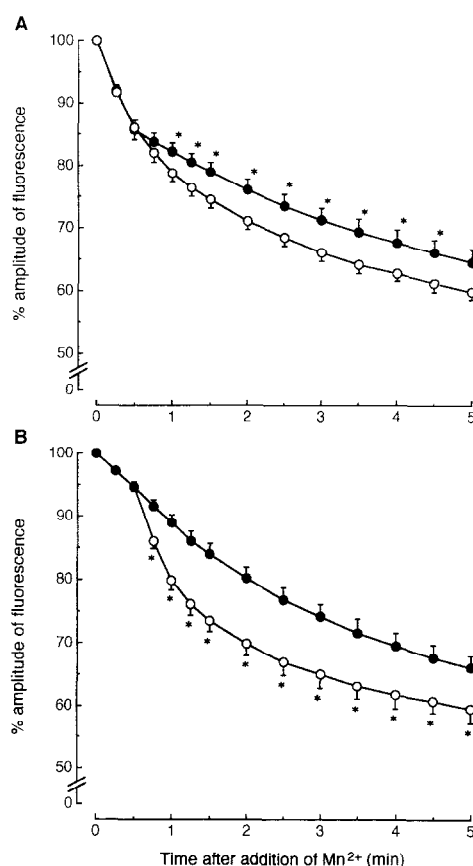 A
% amplitude of fluorescence
100
90
80
70
60
50
0
* * * * * * * * *
0 1 2 3 4 5
B
% amplitude of fluorescence
100
90
80
70
60
50
0
* * * * * * * * * * *
0 1 2 3 4 5
Time after addition of Mn²⁺ (min)